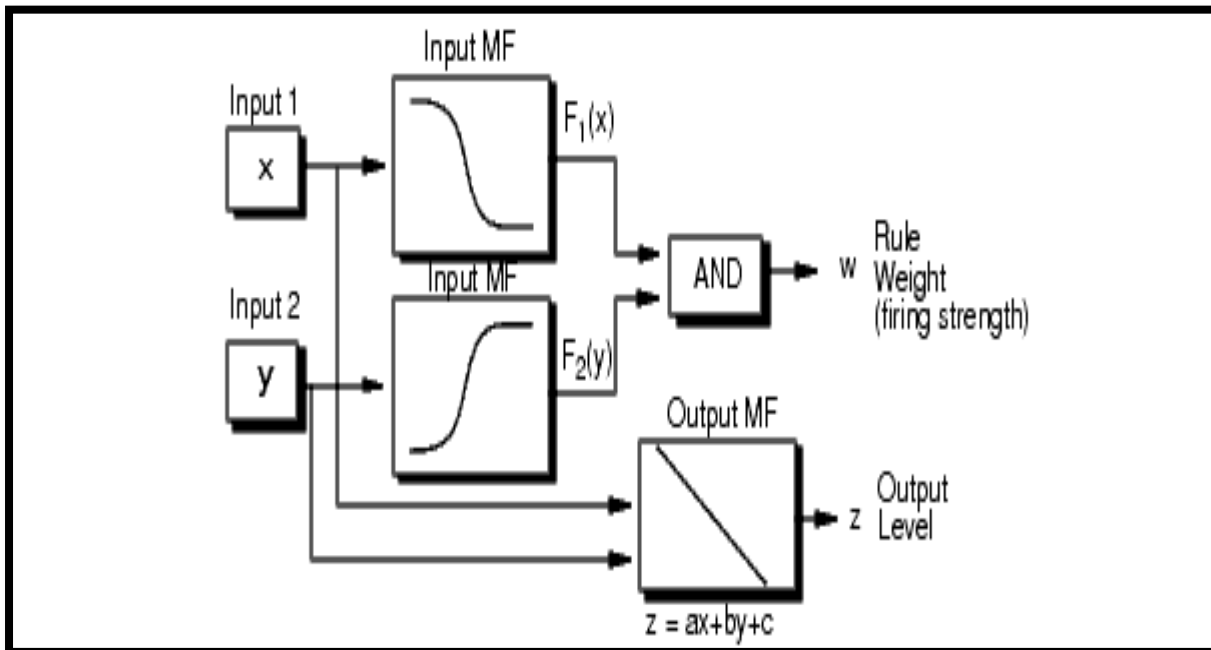 Input MF
Input 1
F₁(x)
x
Input MF
AND
w
Rule
Weight
(firing strength)
Input 2
F₂(y)
y
Output MF
z
Output
Level
z = ax+by+c